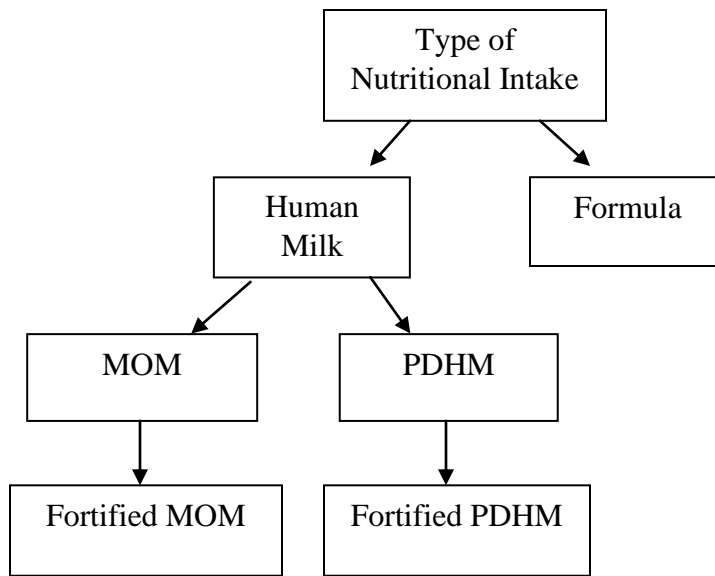 Type of
Nutritional Intake
Human
Milk
Formula
MOM
PDHM
Fortified MOM
Fortified PDHM